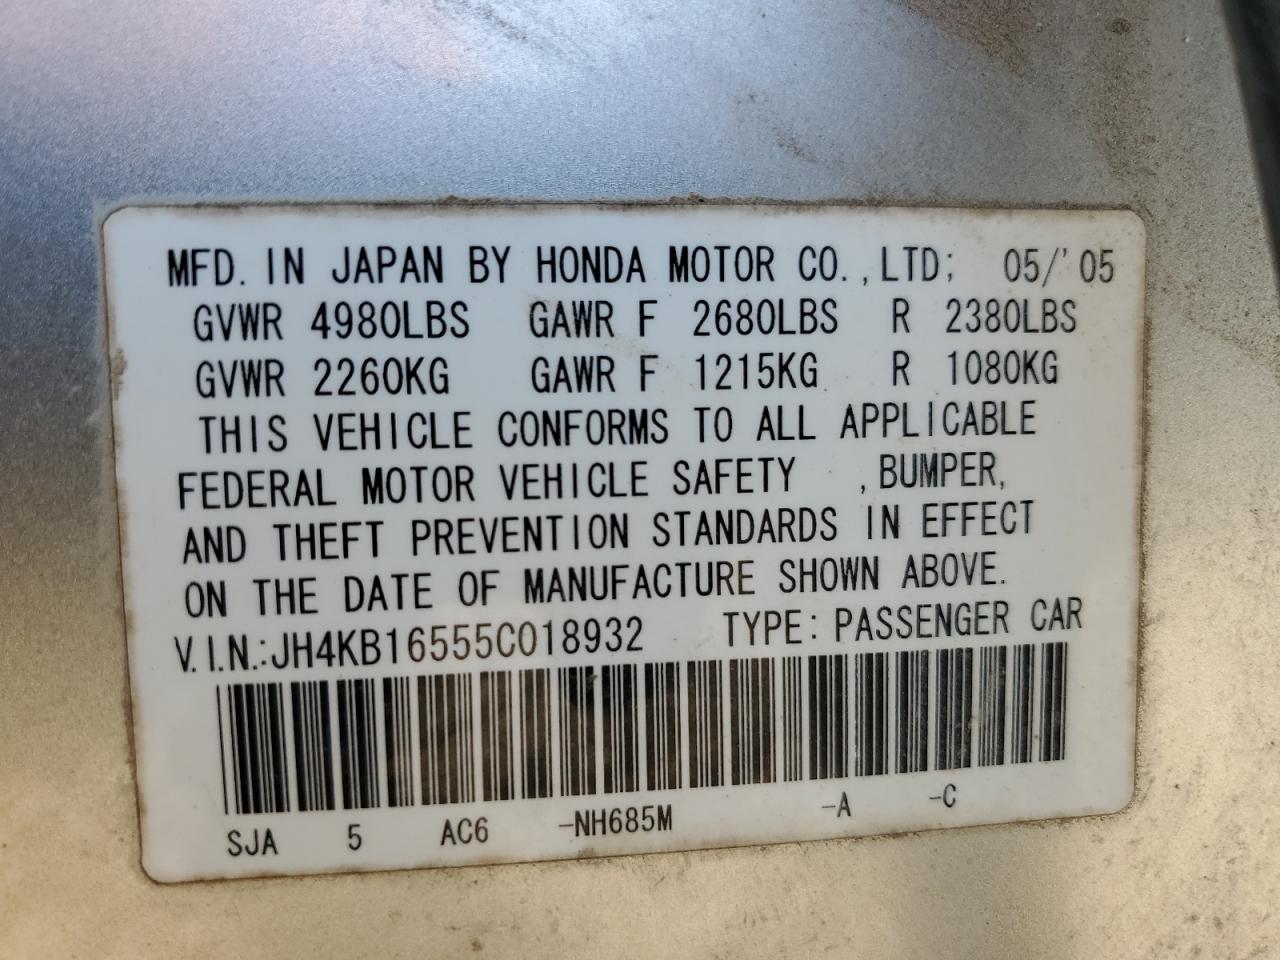 MFD. IN JAPAN BY HONDA MOTOR CO.,LTD; 05/'05
GVWR 4980LBS GAWR F 2680LBS R 2380LBS
GVWR 2260KG GAWR F 1215KG R 1080KG
THIS VEHICLE CONFORMS TO ALL APPLICABLE
FEDERAL MOTOR VEHICLE SAFETY , BUMPER,
AND THEFT PREVENTION STANDARDS IN EFFECT
ON THE DATE OF MANUFACTURE SHOWN ABOVE.
V.I.N.:JH4KB16555C018932 TYPE: PASSENGER CAR
SJA 5 AC6 -NH685M -A -C